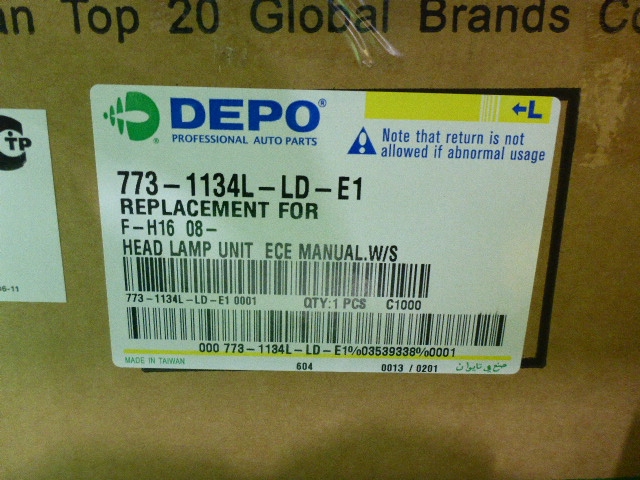 an Top 20 Global Brands Co
DEPO®
PROFESSIONAL AUTO PARTS
←L
Note that return is not
allowed if abnormal usage
TP
773-1134L-LD-E1
REPLACEMENT FOR
F-H16 08-
HEAD LAMP UNIT ECE MANUAL.W/S
773-1134L-LD-E1 0001 QTY:1 PCS C1000
000 773-1134L-LD-E1%03539338%0001
MADE IN TAIWAN 604 0013 / 0201 صنع في تايوان
6-11